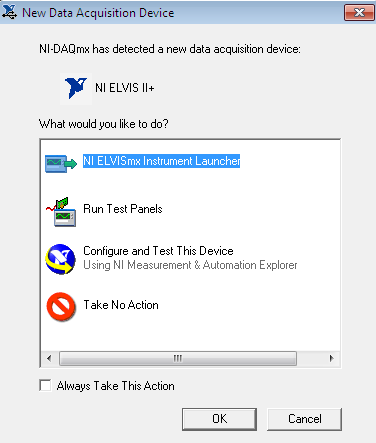 New Data Acquisition Device
NI-DAQmx has detected a new data acquisition device:
NI ELVIS II+
What would you like to do?
NI ELVISmx Instrument Launcher
Run Test Panels
Configure and Test This Device
Using NI Measurement & Automation Explorer
Take No Action
Always Take This Action
OK
Cancel